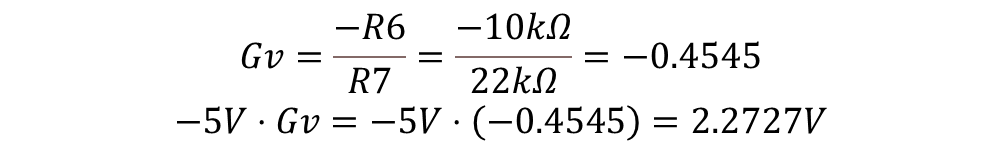 Gv = −R6/R7 = −10kΩ/22kΩ = −0.4545
−5V · Gv = −5V · (−0.4545) = 2.2727V